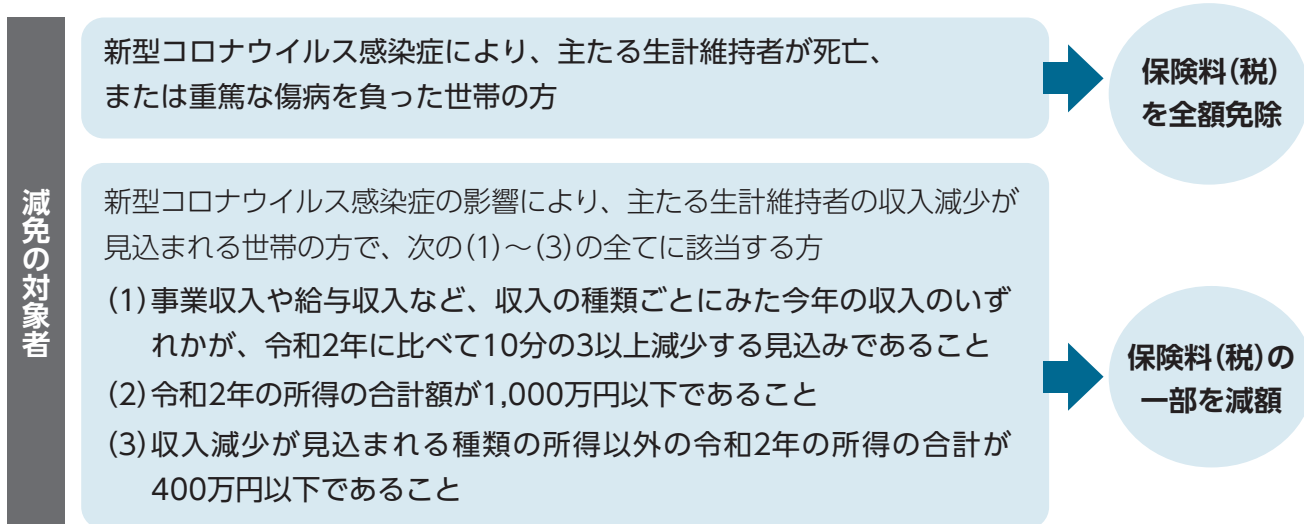 減免の対象者
新型コロナウイルス感染症により、主たる生計維持者が死亡、
または重篤な傷病を負った世帯の方
保険料(税)
を全額免除
新型コロナウイルス感染症の影響により、主たる生計維持者の収入減少が
見込まれる世帯の方で、次の(1)～(3)の全てに該当する方
(1)事業収入や給与収入など、収入の種類ごとにみた今年の収入のいず
れかが、令和2年に比べて10分の3以上減少する見込みであること
(2)令和2年の所得の合計額が1,000万円以下であること
(3)収入減少が見込まれる種類の所得以外の令和2年の所得の合計が
400万円以下であること
保険料(税)の
一部を減額